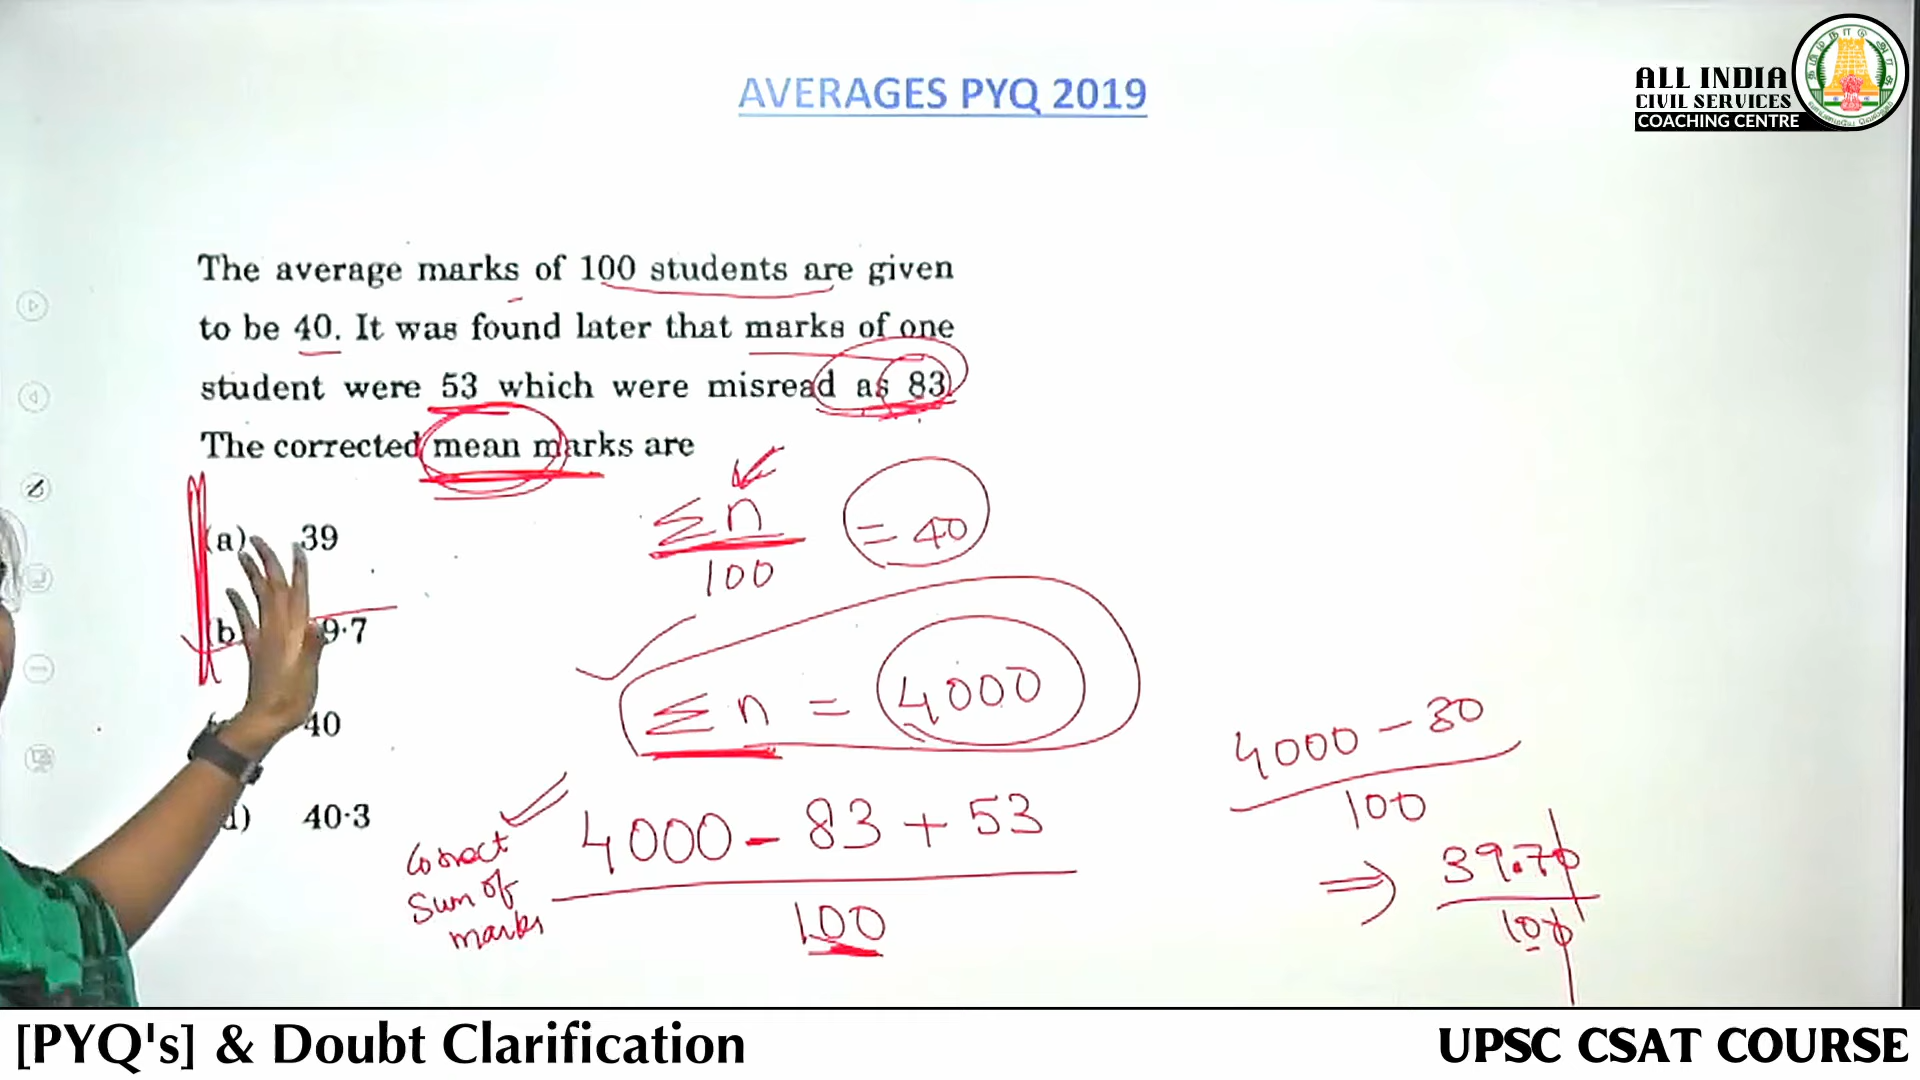 AVERAGES PYQ 2019
ALL INDIA
CIVIL SERVICES
COACHING CENTRE
The average marks of 100 students are given
to be 40. It was found later that marks of one
student were 53 which were misread as 83.
The corrected mean marks are
(a) 39
(b) 9·7
40
d) 40·3
Σn
100
= 40
Σn = 4000
Correct
Sum of
marks
4000 - 83 + 53
100
4000 - 30
100
⇒ 39.70
100
[PYQ's] & Doubt Clarification
UPSC CSAT COURSE